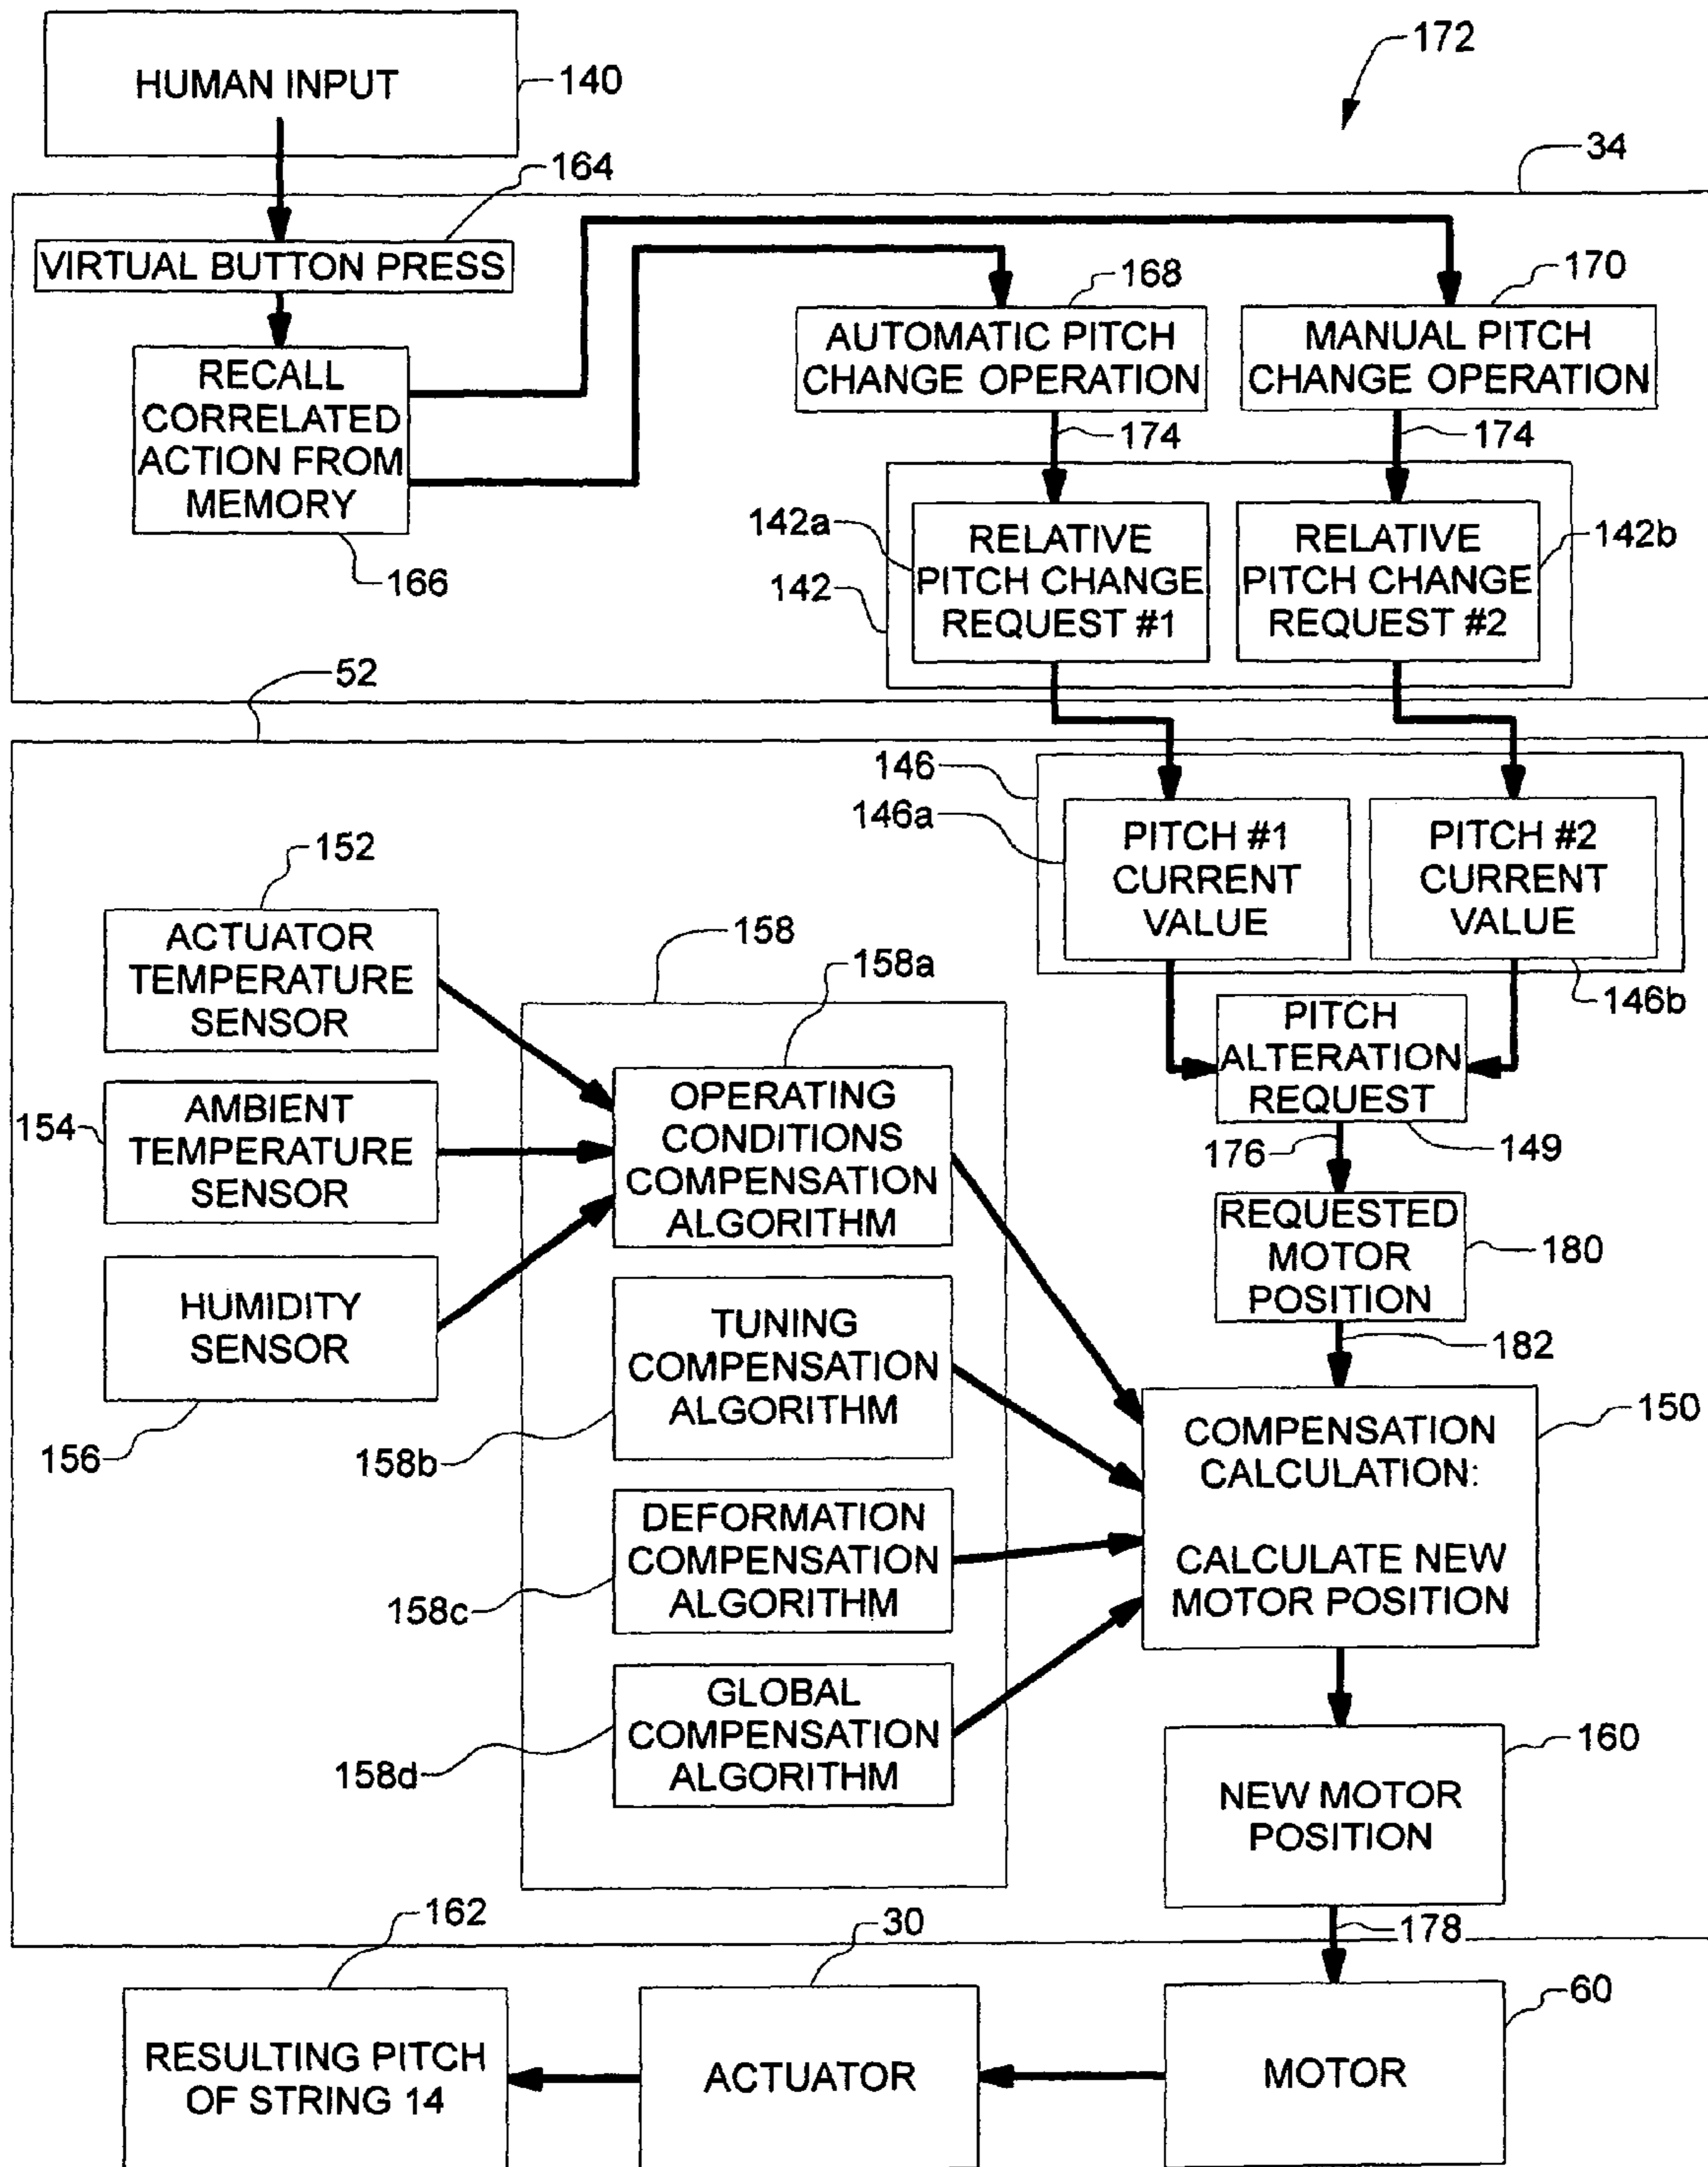 172
HUMAN INPUT
140
34
164
VIRTUAL BUTTON PRESS
168
170
AUTOMATIC PITCH
CHANGE OPERATION
MANUAL PITCH
CHANGE OPERATION
RECALL
CORRELATED
ACTION FROM
MEMORY
166
174
174
142a
142
RELATIVE
PITCH CHANGE
REQUEST #1
RELATIVE
PITCH CHANGE
REQUEST #2
142b
52
146
146a
PITCH #1
CURRENT
VALUE
PITCH #2
CURRENT
VALUE
146b
152
ACTUATOR
TEMPERATURE
SENSOR
158
158a
PITCH
ALTERATION
REQUEST
149
154
AMBIENT
TEMPERATURE
SENSOR
OPERATING
CONDITIONS
COMPENSATION
ALGORITHM
176
REQUESTED
MOTOR
POSITION
180
HUMIDITY
SENSOR
156
TUNING
COMPENSATION
ALGORITHM
158b
182
COMPENSATION
CALCULATION:
CALCULATE NEW
MOTOR POSITION
150
DEFORMATION
COMPENSATION
ALGORITHM
158c
GLOBAL
COMPENSATION
ALGORITHM
158d
NEW MOTOR
POSITION
160
178
162
30
60
RESULTING PITCH
OF STRING 14
ACTUATOR
MOTOR